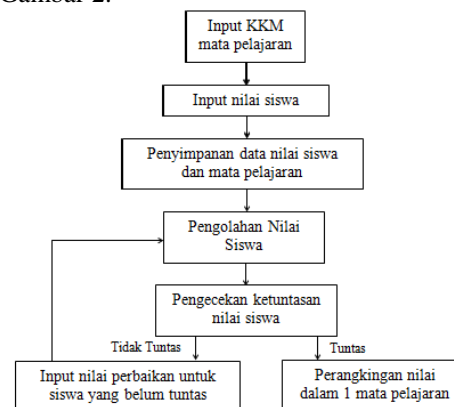 Gambar 2.
Input KKM
mata pelajaran
Input nilai siswa
Penyimpanan data nilai siswa
dan mata pelajaran
Pengolahan Nilai
Siswa
Pengecekan ketuntasan
nilai siswa
Tidak Tuntas
Tuntas
Input nilai perbaikan untuk
siswa yang belum tuntas
Perangkingan nilai
dalam 1 mata pelajaran